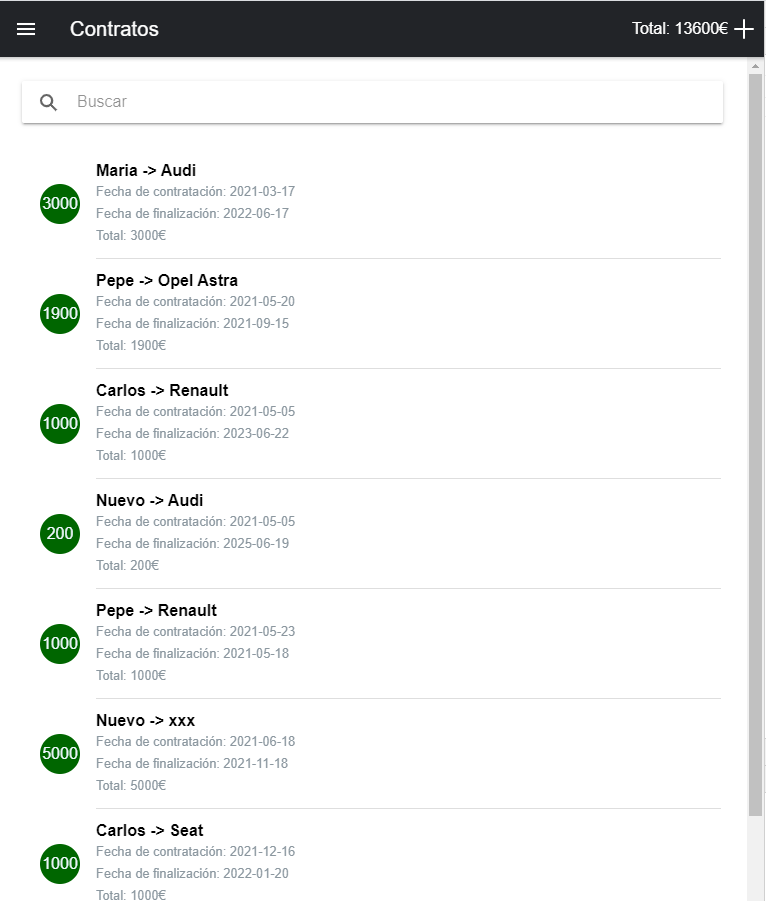 Contratos
Total: 13600€
Buscar
Maria -> Audi
3000
Fecha de contratación: 2021-03-17
Fecha de finalización: 2022-06-17
Total: 3000€
Pepe -> Opel Astra
1900
Fecha de contratación: 2021-05-20
Fecha de finalización: 2021-09-15
Total: 1900€
Carlos -> Renault
1000
Fecha de contratación: 2021-05-05
Fecha de finalización: 2023-06-22
Total: 1000€
Nuevo -> Audi
200
Fecha de contratación: 2021-05-05
Fecha de finalización: 2025-06-19
Total: 200€
Pepe -> Renault
1000
Fecha de contratación: 2021-05-23
Fecha de finalización: 2021-05-18
Total: 1000€
Nuevo -> xxx
5000
Fecha de contratación: 2021-06-18
Fecha de finalización: 2021-11-18
Total: 5000€
Carlos -> Seat
1000
Fecha de contratación: 2021-12-16
Fecha de finalización: 2022-01-20
Total: 1000€